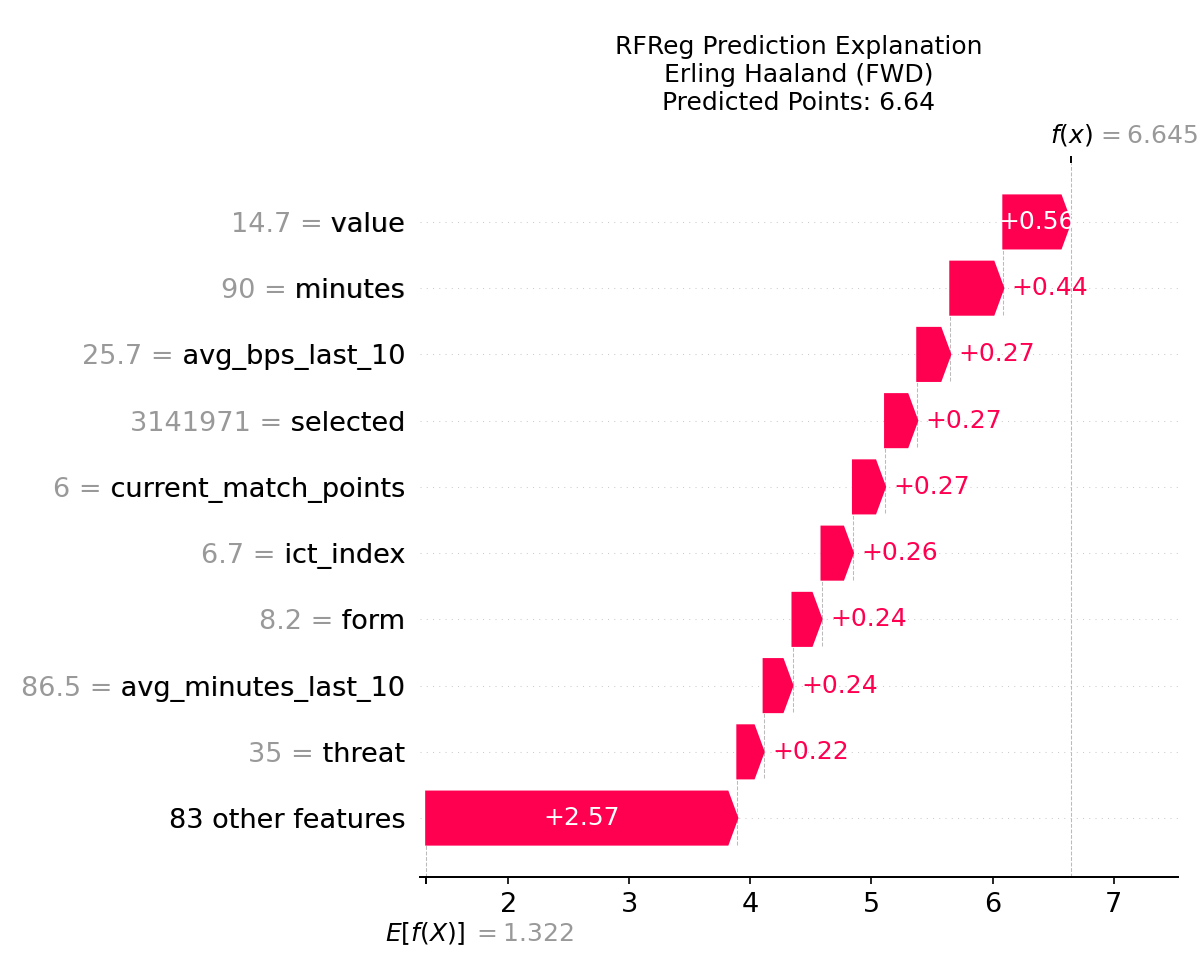 RFReg Prediction Explanation
Erling Haaland (FWD)
Predicted Points: 6.64
f(x) = 6.645
14.7 = value
+0.56
90 = minutes
+0.44
25.7 = avg_bps_last_10
+0.27
3141971 = selected
+0.27
6 = current_match_points
+0.27
6.7 = ict_index
+0.26
8.2 = form
+0.24
86.5 = avg_minutes_last_10
+0.24
35 = threat
+0.22
83 other features
+2.57
2 3 4 5 6 7
E[f(X)] = 1.322